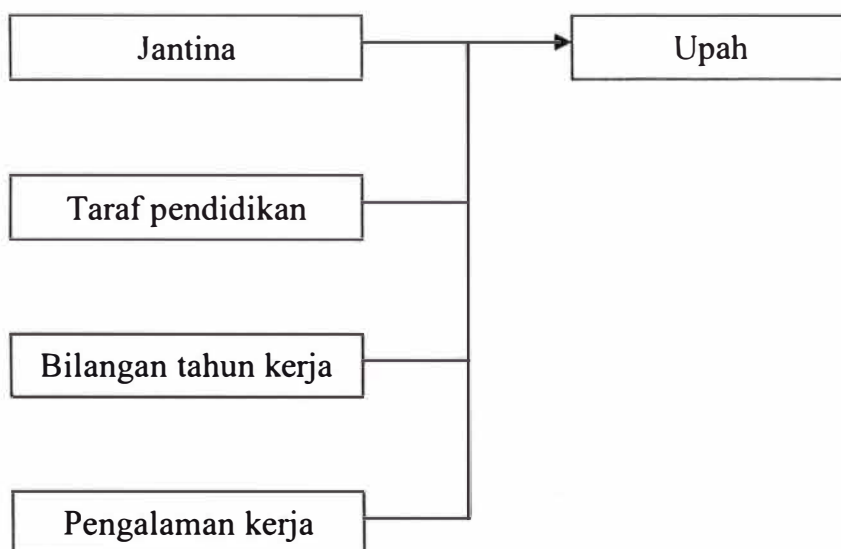 Jantina
Upah
Taraf pendidikan
Bilangan tahun kerja
Pengalaman kerja